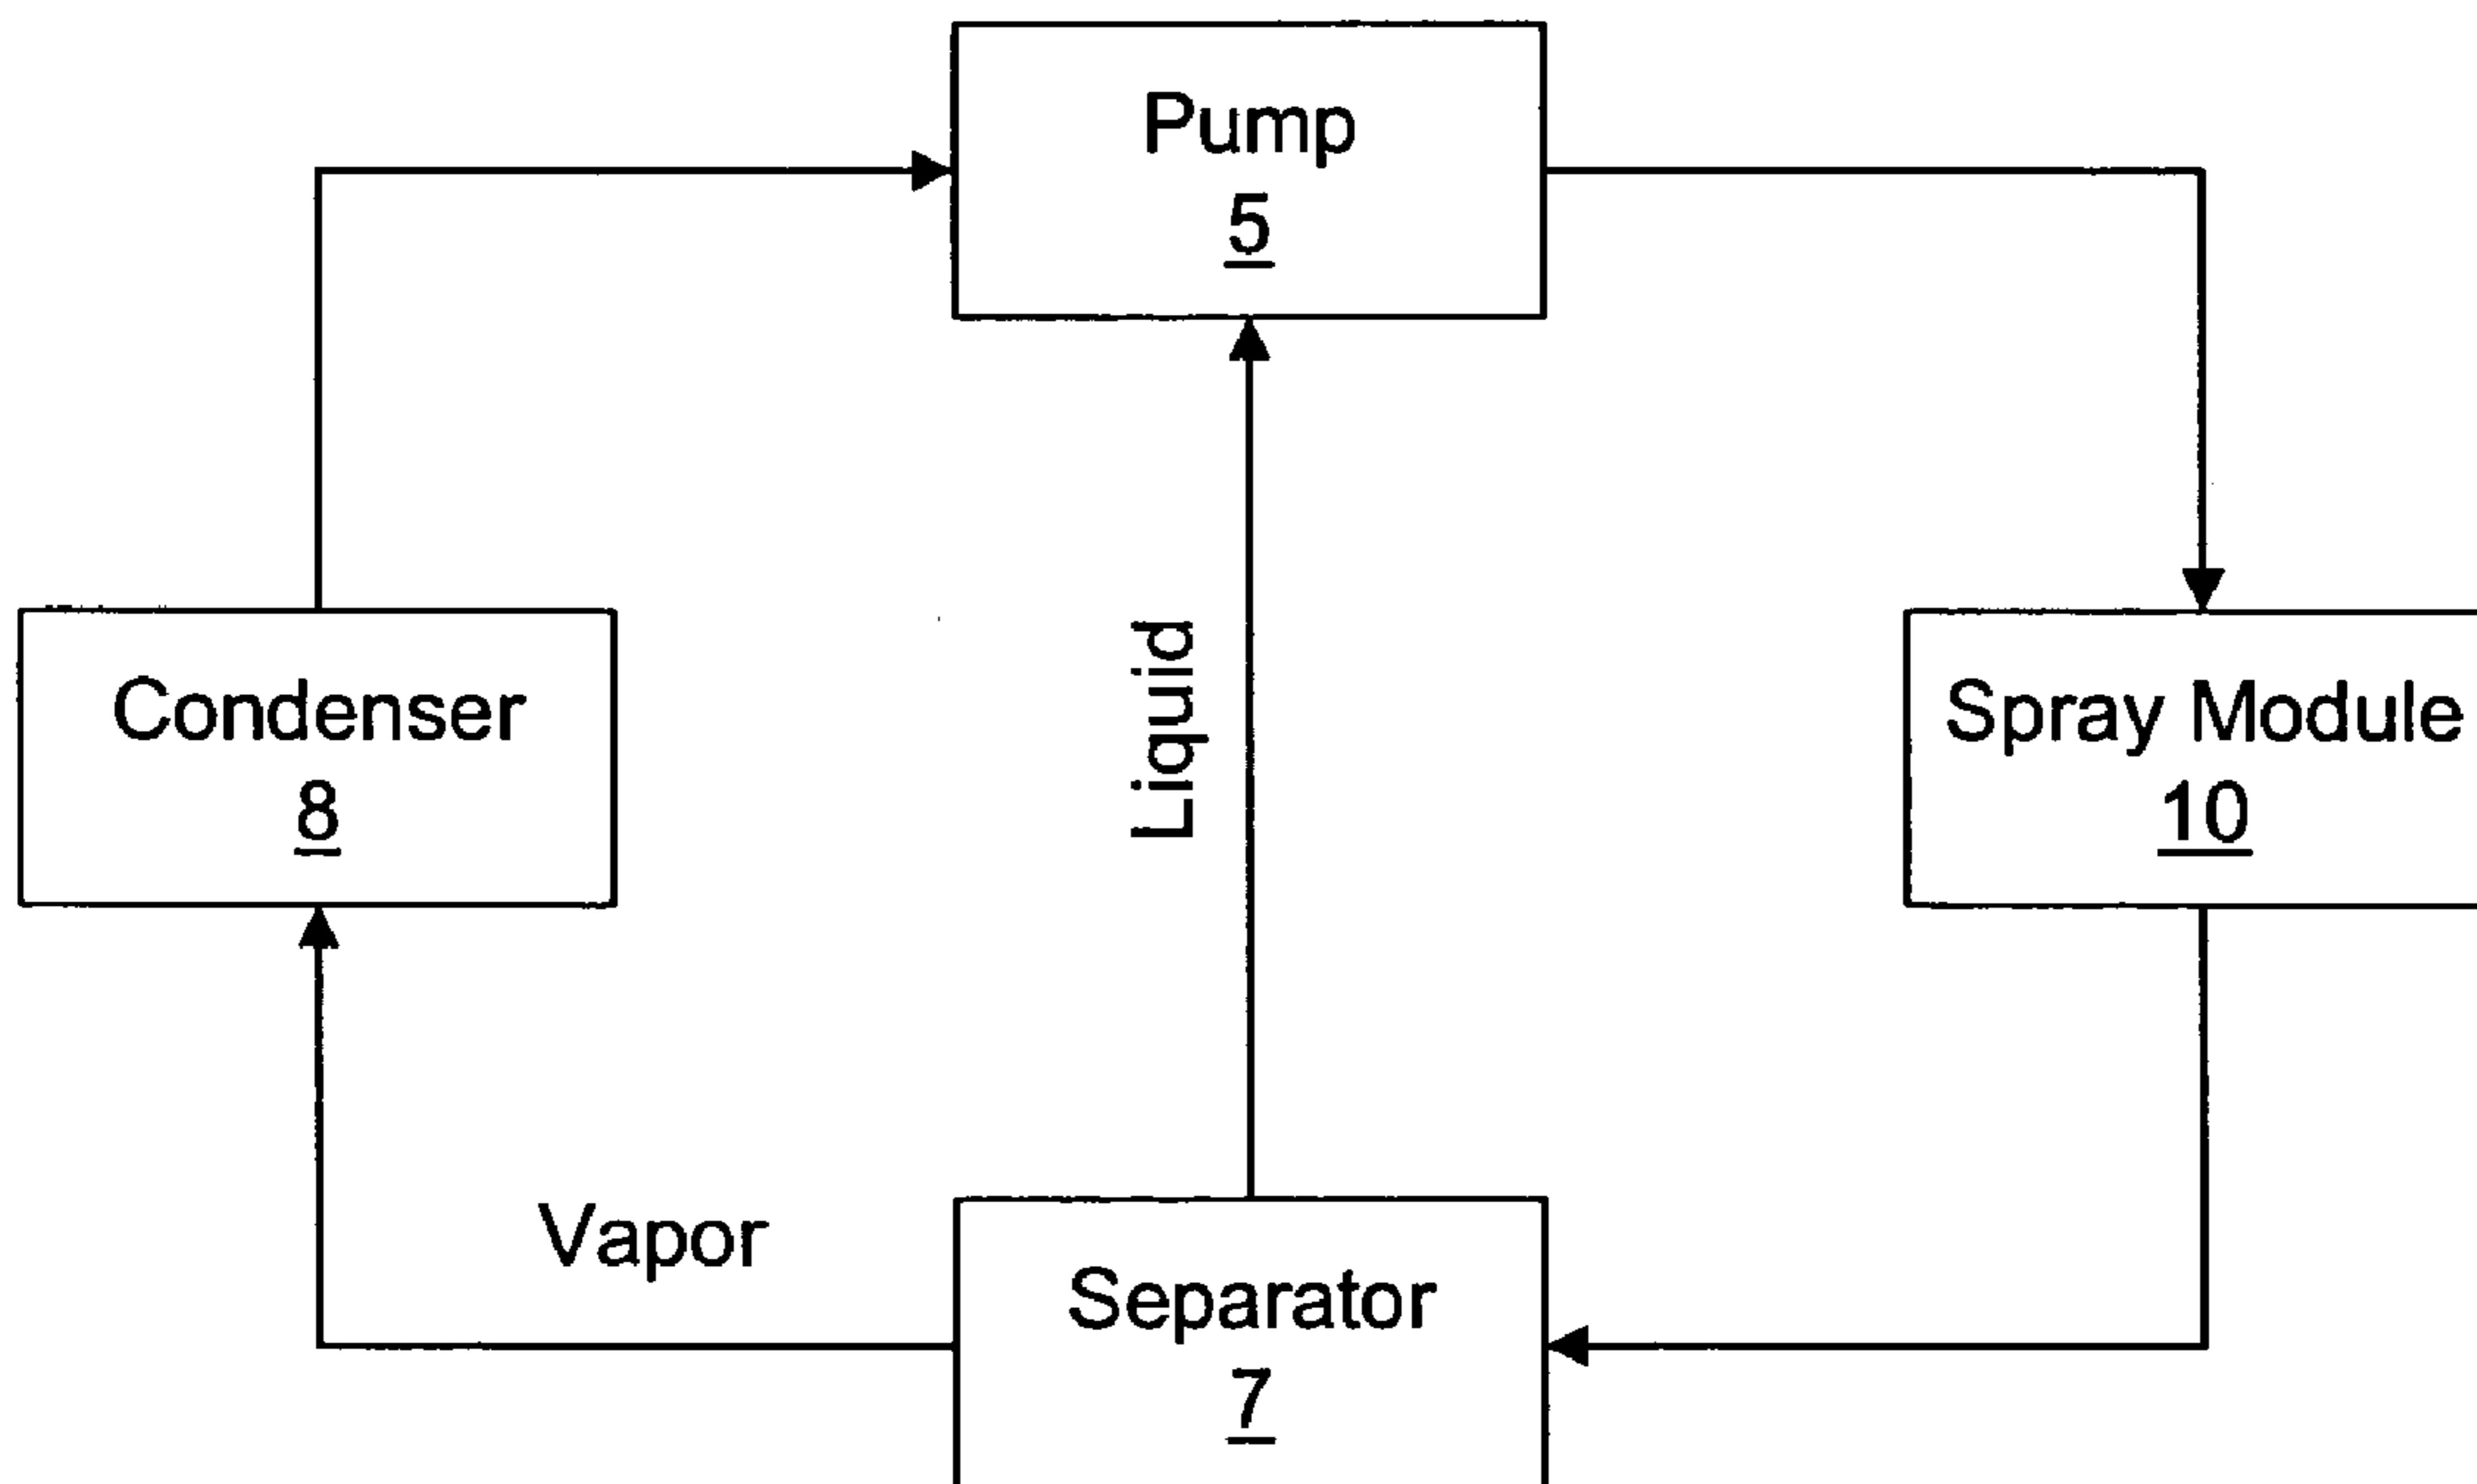 Pump
5
Condenser
8
Liquid
Spray Module
10
Vapor
Separator
7